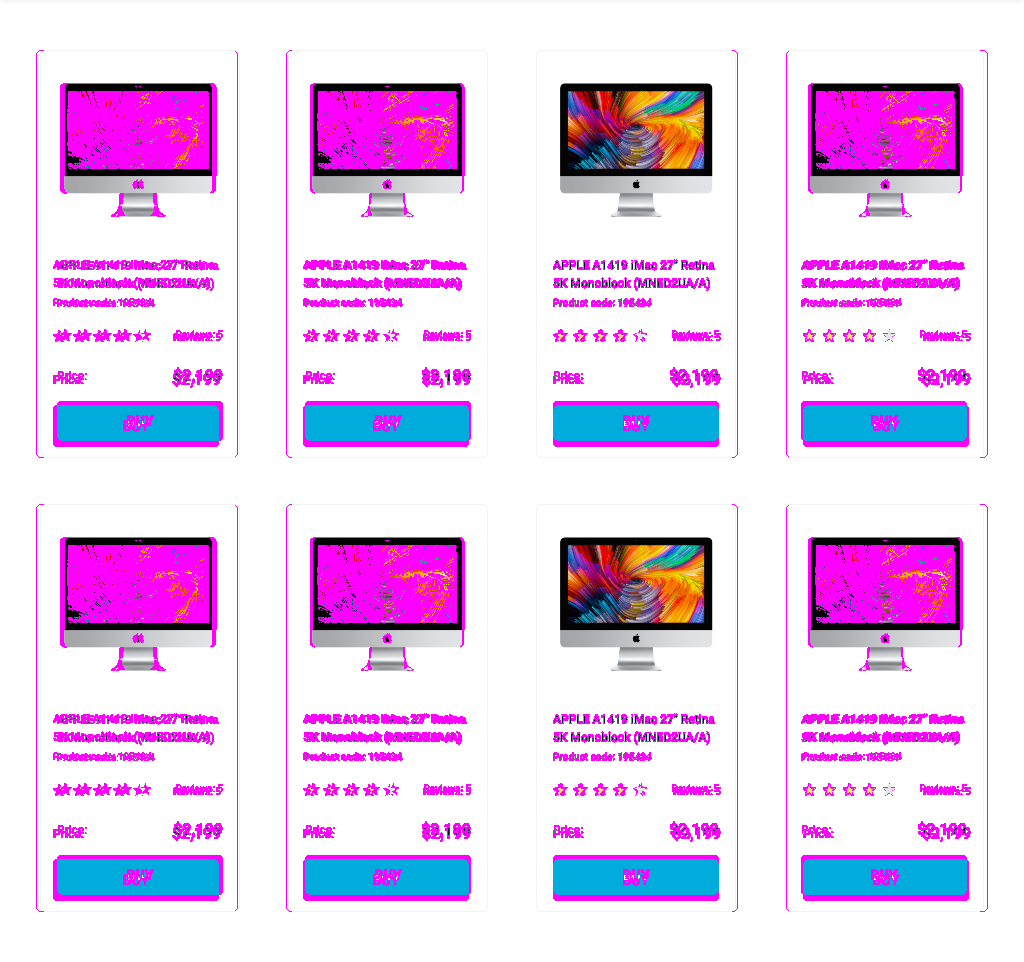 APPLE A1419 iMac 27" Retina
5K Monoblock (MNED2UA/A)
Product code: 195434
Reviews: 5
Price:
$2,199
BUY
APPLE A1419 iMac 27" Retina
5K Monoblock (MNED2UA/A)
Product code: 195434
Reviews: 5
Price:
$2,199
BUY
APPLE A1419 iMac 27" Retina
5K Monoblock (MNED2UA/A)
Product code: 195434
Reviews: 5
Price:
$2,199
BUY
APPLE A1419 iMac 27" Retina
5K Monoblock (MNED2UA/A)
Product code: 195434
Reviews: 5
Price:
$2,199
BUY
APPLE A1419 iMac 27" Retina
5K Monoblock (MNED2UA/A)
Product code: 195434
Reviews: 5
Price:
$2,199
BUY
APPLE A1419 iMac 27" Retina
5K Monoblock (MNED2UA/A)
Product code: 195434
Reviews: 5
Price:
$2,199
BUY
APPLE A1419 iMac 27" Retina
5K Monoblock (MNED2UA/A)
Product code: 195434
Reviews: 5
Price:
$2,199
BUY
APPLE A1419 iMac 27" Retina
5K Monoblock (MNED2UA/A)
Product code: 195434
Reviews: 5
Price:
$2,199
BUY